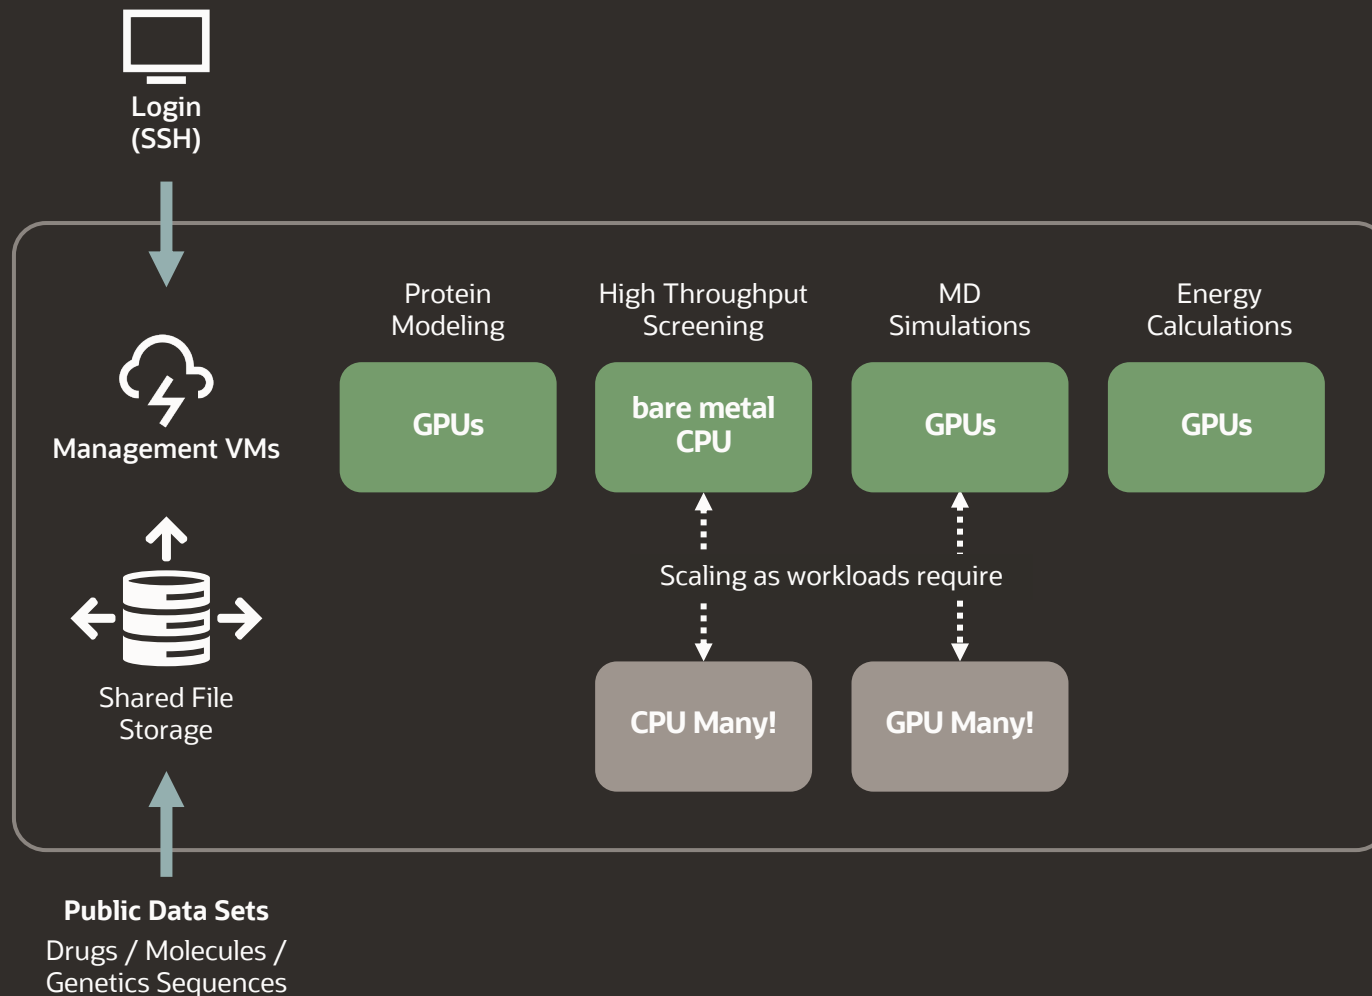 Login
(SSH)
Protein
Modeling
High Throughput
Screening
MD
Simulations
Energy
Calculations
GPUs
bare metal
CPU
GPUs
GPUs
Management VMs
Scaling as workloads require
Shared File
Storage
CPU Many!
GPU Many!
Public Data Sets
Drugs / Molecules /
Genetics Sequences